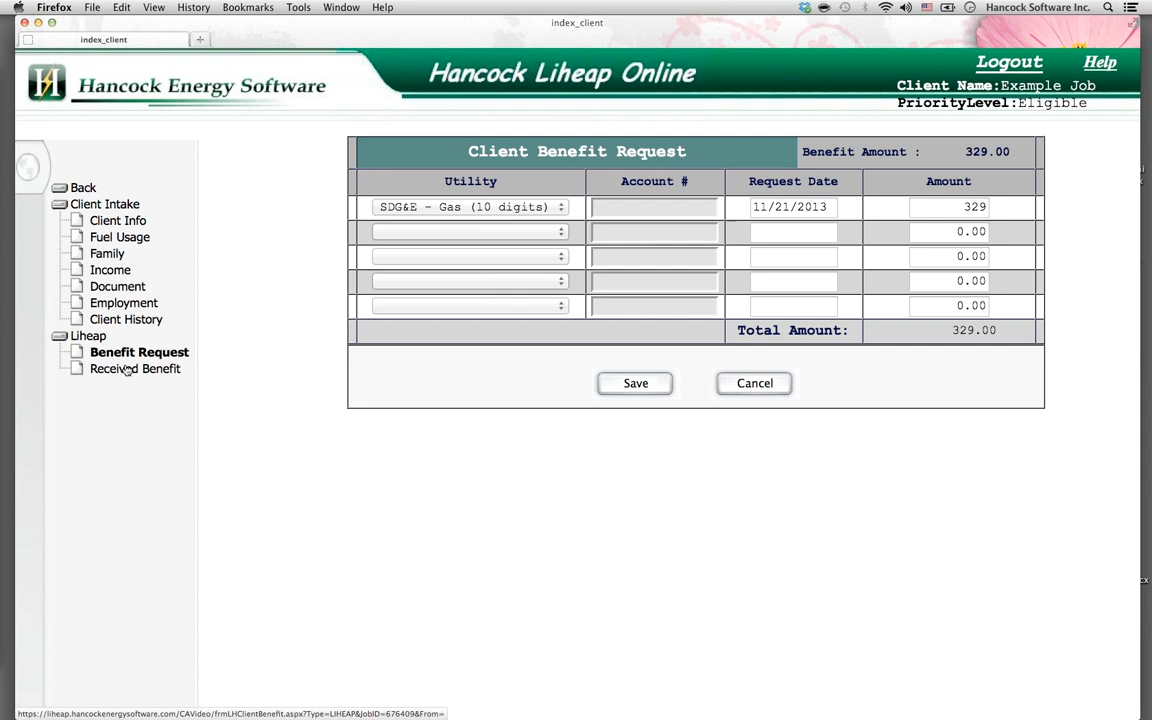 Firefox File Edit View History Bookmarks Tools Window Help Hancock Software Inc.
index_client
index_client
Hancock Energy Software Hancock Liheap Online Logout Help
Client Name:Example Job
PriorityLevel:Eligible
Client Benefit Request Benefit Amount : 329.00
Utility Account # Request Date Amount
SDG&E - Gas (10 digits) 11/21/2013 329
0.00
0.00
0.00
0.00
Total Amount: 329.00
Save Cancel
Back
Client Intake
Client Info
Fuel Usage
Family
Income
Document
Employment
Client History
Liheap
Benefit Request
Received Benefit
https://liheap.hancockenergysoftware.com/CAVideo/frmLHClientBenefit.aspx?Type=LIHEAP&JobID=676409&From=